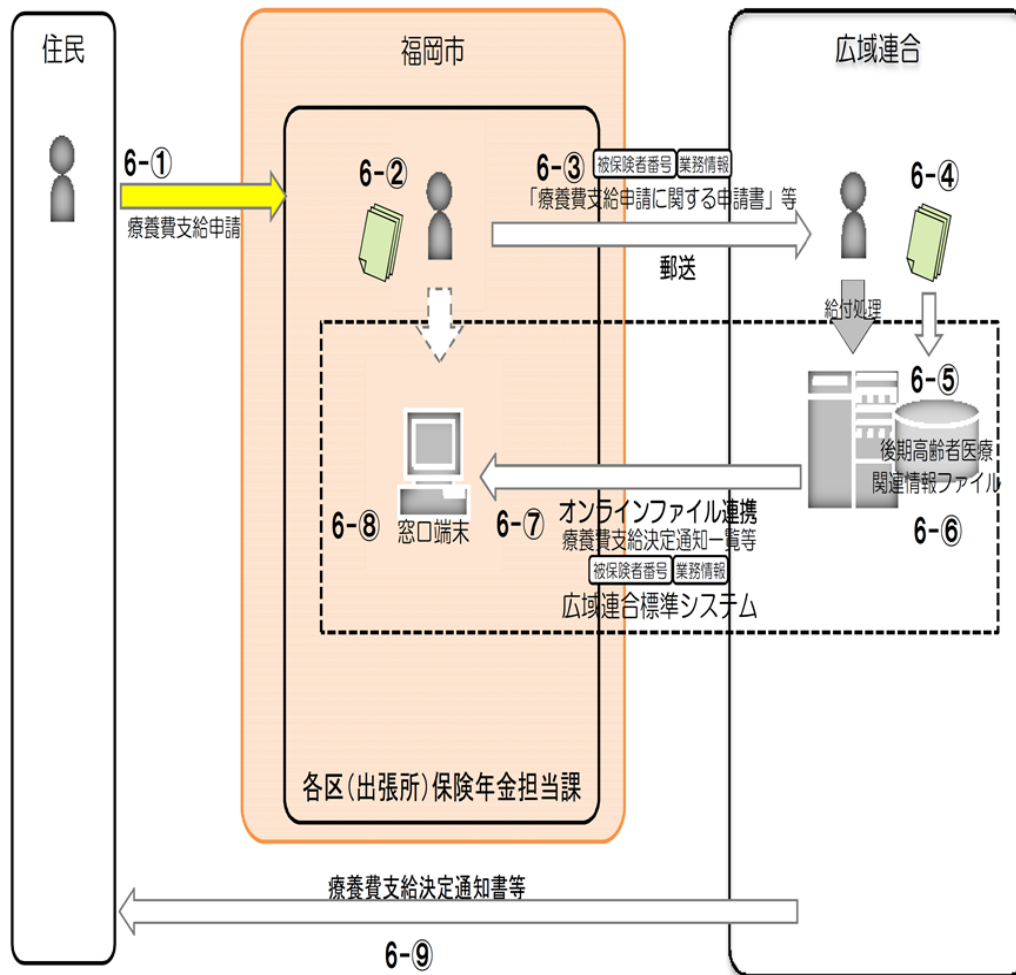 住民
福岡市
広域連合
6-①
療養費支給申請
6-②
6-③
被保険者番号 業務情報
「療養費支給申請に関する申請書」等
郵送
6-④
給付処理
6-⑤
後期高齢者医療
関連情報ファイル
6-⑥
6-⑧
窓口端末
6-⑦
オンラインファイル連携
療養費支給決定通知一覧等
被保険者番号 業務情報
広域連合標準システム
各区(出張所)保険年金担当課
療養費支給決定通知書等
6-⑨